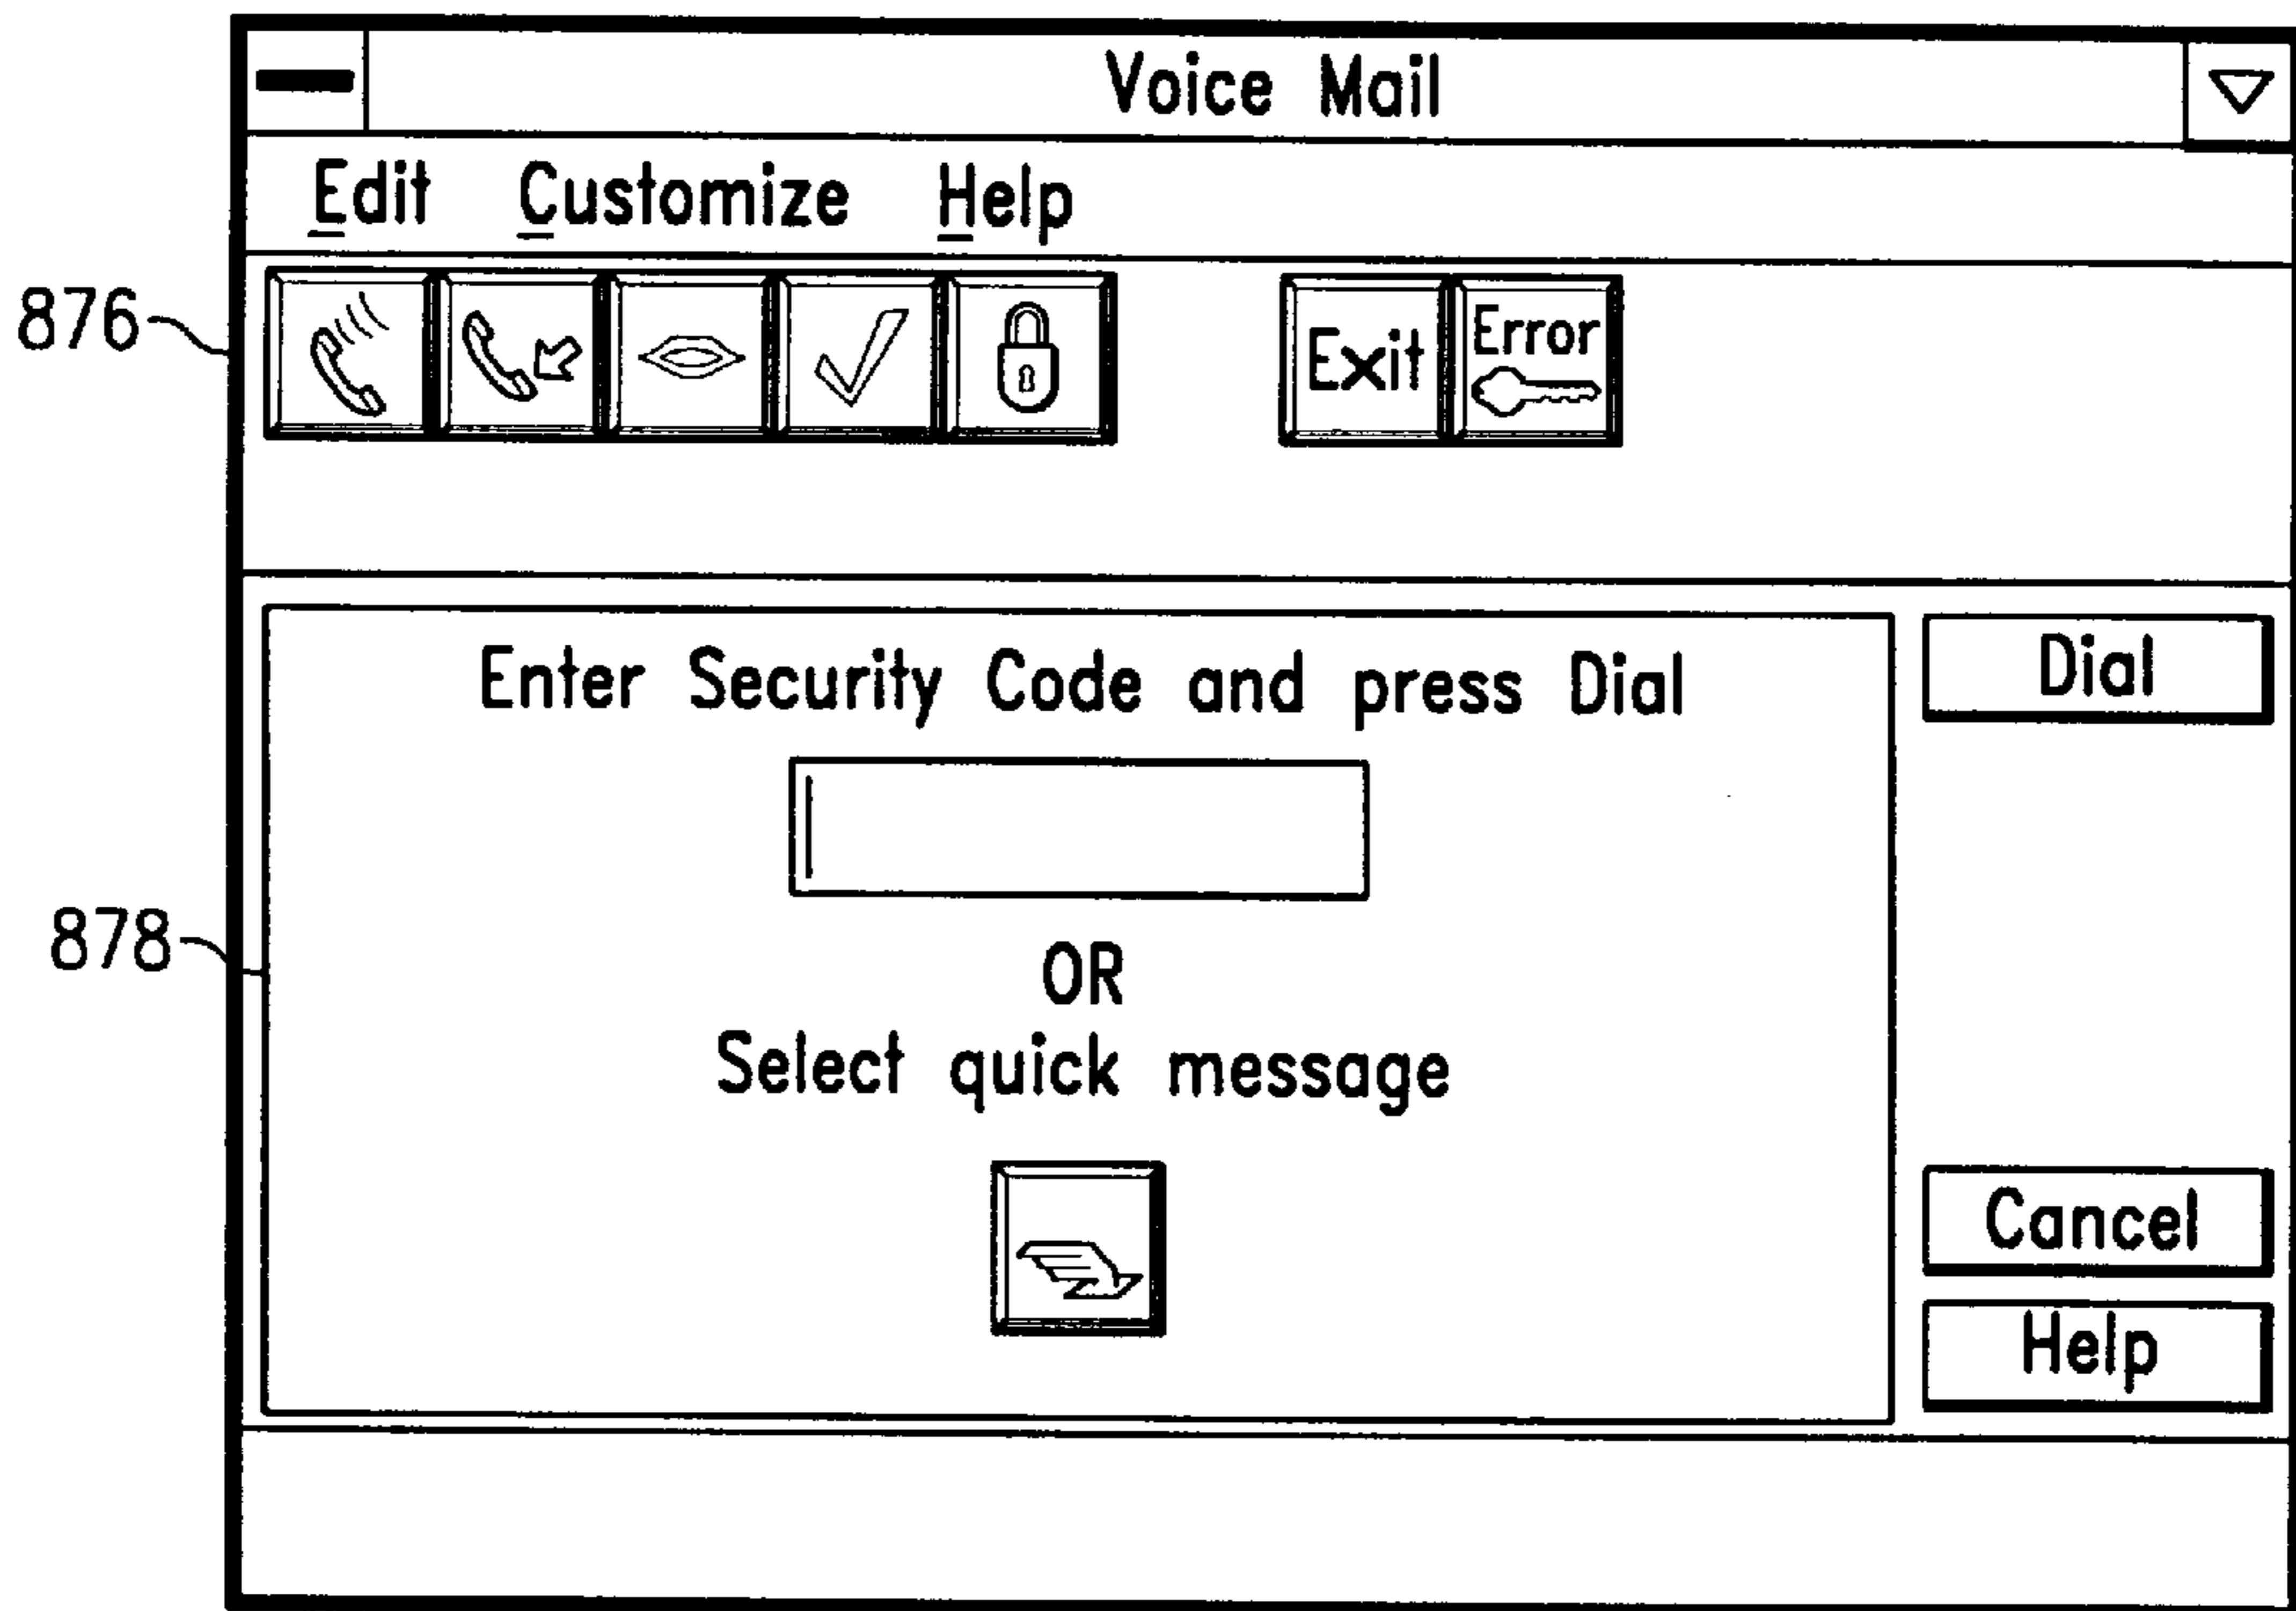 Voice Mail
Edit Customize Help
876
Exit Error
Enter Security Code and press Dial
Dial
878
OR
Select quick message
Cancel
Help